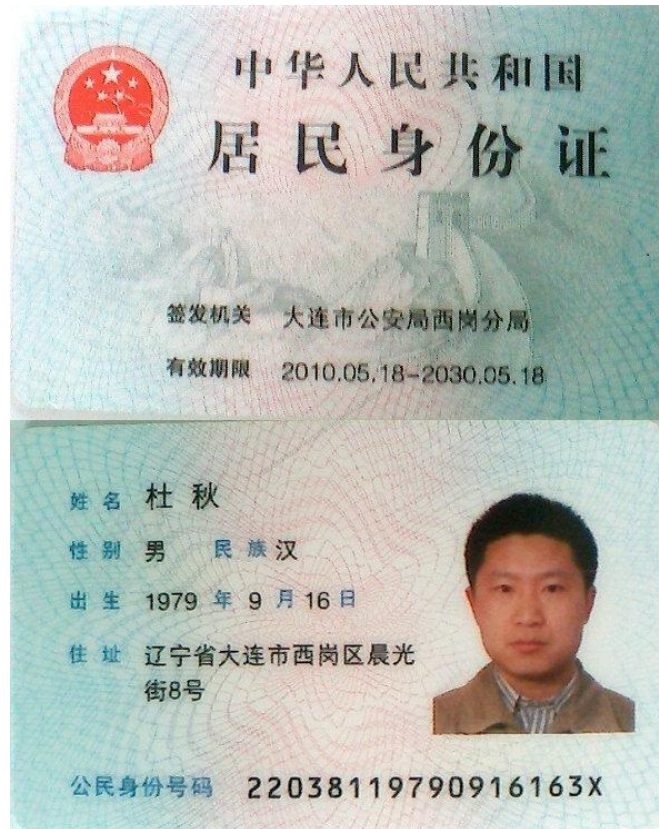 中华人民共和国
居民身份证
签发机关 大连市公安局西岗分局
有效期限 2010.05.18-2030.05.18
姓名 杜秋
性别 男 民族 汉
出生 1979 年 9 月 16 日
住址 辽宁省大连市西岗区晨光
街8号
公民身份号码 22038119790916163X